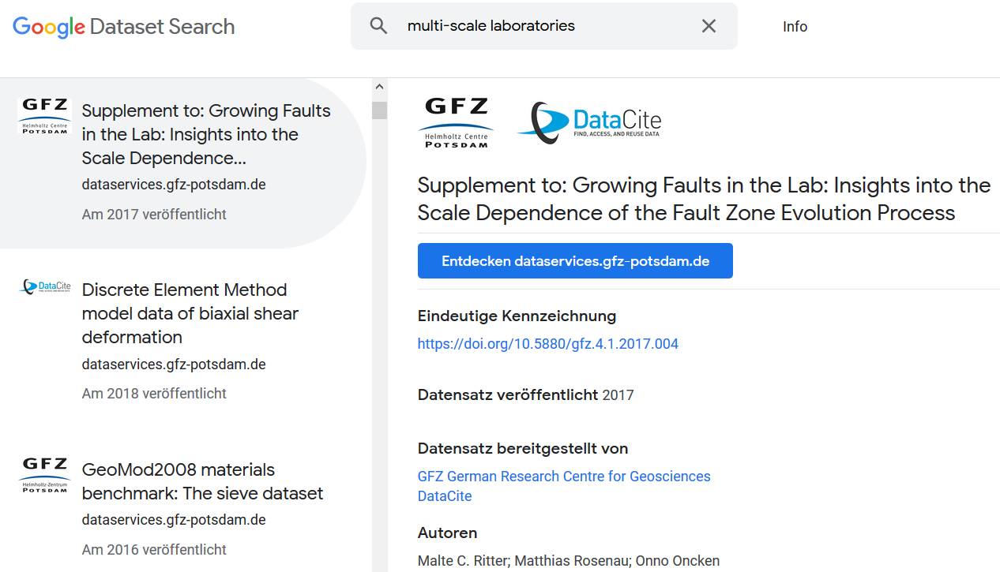 Google Dataset Search
multi-scale laboratories
Info
GFZ
Helmholtz Centre
POTSDAM
Supplement to: Growing Faults
in the Lab: Insights into the
Scale Dependence...
dataservices.gfz-potsdam.de
Am 2017 veröffentlicht
DataCite
FIND, ACCESS, AND REUSE DATA
Discrete Element Method
model data of biaxial shear
deformation
dataservices.gfz-potsdam.de
Am 2018 veröffentlicht
GFZ
Helmholtz-Zentrum
POTSDAM
GeoMod2008 materials
benchmark: The sieve dataset
dataservices.gfz-potsdam.de
Am 2016 veröffentlicht
GFZ
Helmholtz Centre
POTSDAM
DataCite
FIND, ACCESS, AND REUSE DATA
Supplement to: Growing Faults in the Lab: Insights into the
Scale Dependence of the Fault Zone Evolution Process
Entdecken dataservices.gfz-potsdam.de
Eindeutige Kennzeichnung
https://doi.org/10.5880/gfz.4.1.2017.004
Datensatz veröffentlicht 2017
Datensatz bereitgestellt von
GFZ German Research Centre for Geosciences
DataCite
Autoren
Malte C. Ritter; Matthias Rosenau; Onno Oncken